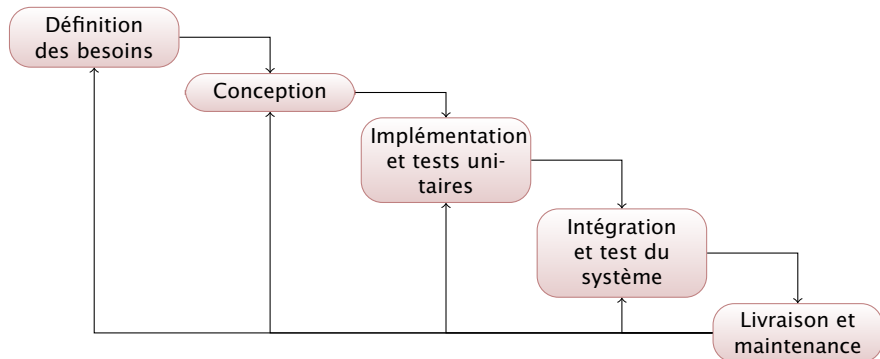 Définition
des besoins
Conception
Implémentation
et tests uni-
taires
Intégration
et test du
système
Livraison et
maintenance